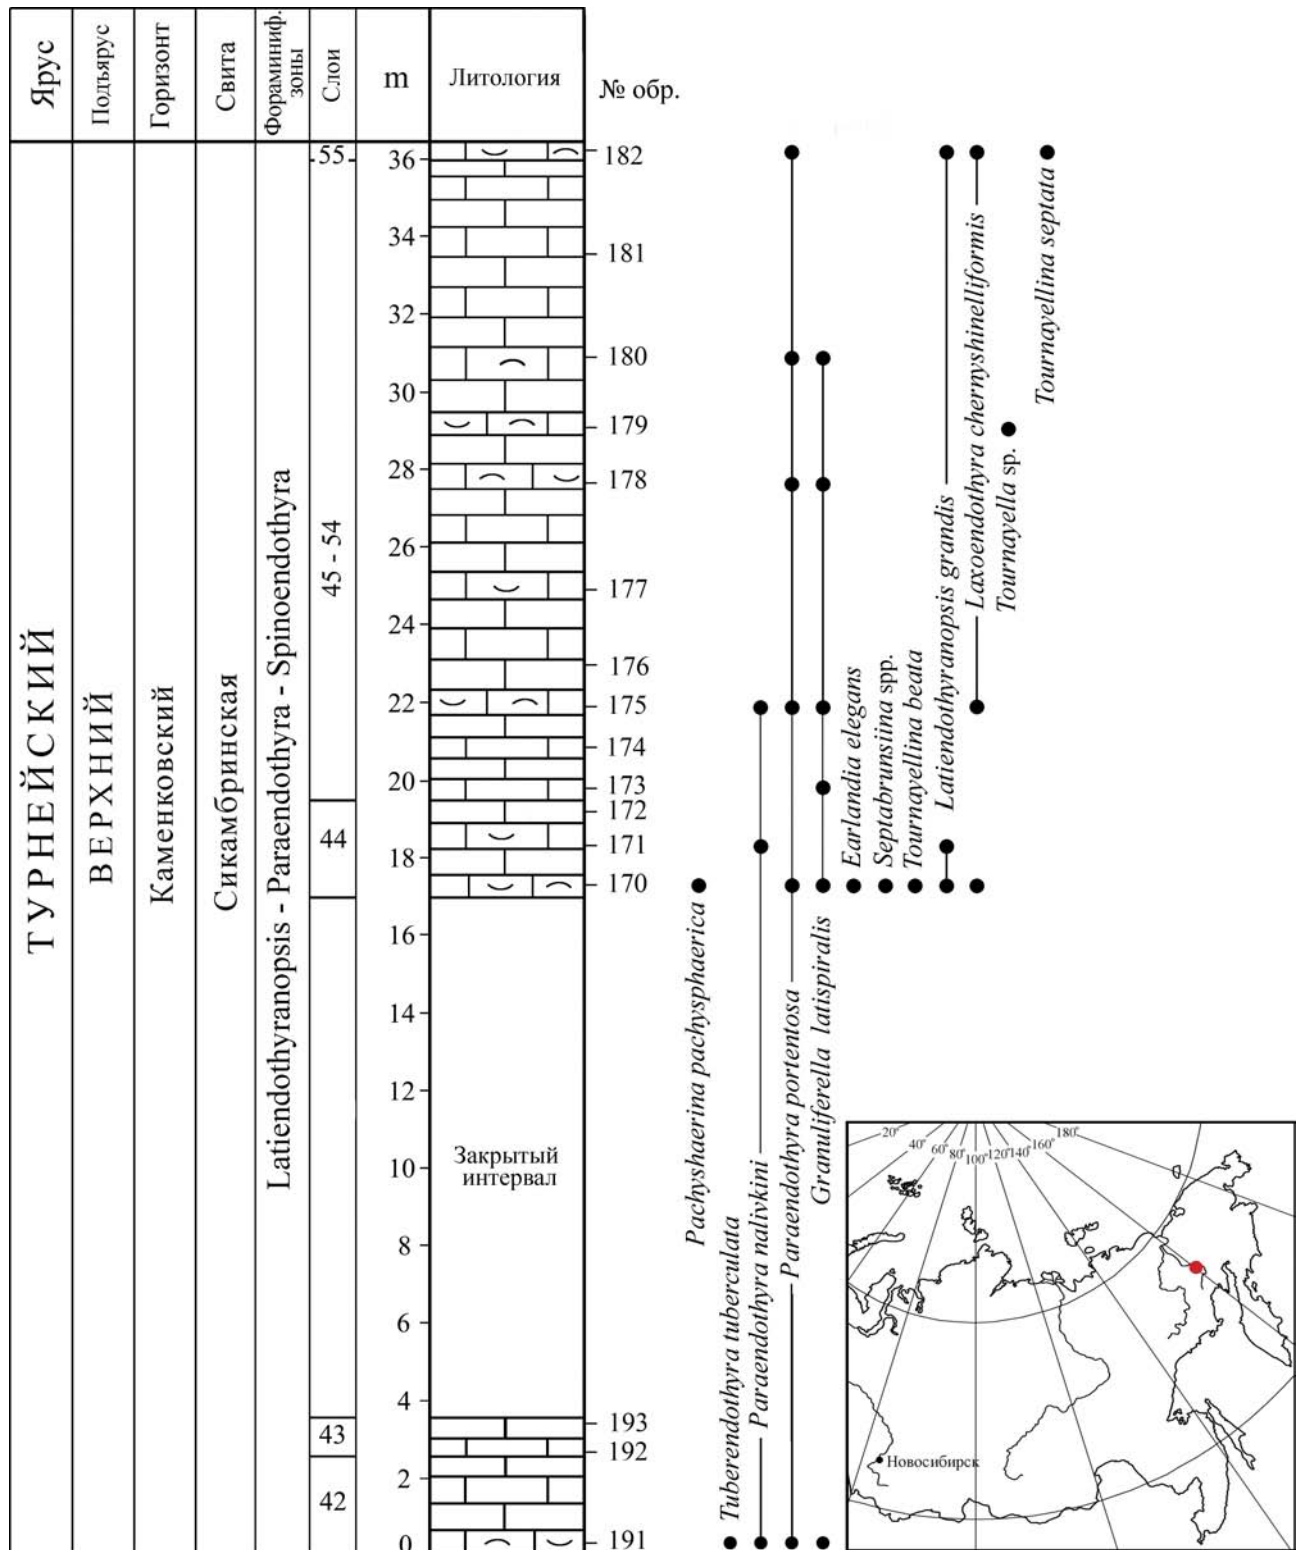 Ярус
Подъярус
Горизонт
Свита
Фораминиф.
зоны
Слои
m
Литология
№ обр.
ТУРНЕЙСКИЙ
ВЕРХНИЙ
Каменковский
Сикамбринская
Latiendothyranopsis - Paraendothyra - Spinoendothyra
55
45 - 54
44
43
42
36
34
32
30
28
26
24
22
20
18
16
14
12
10
8
6
4
2
0
Закрытый
интервал
182
181
180
179
178
177
176
175
174
173
172
171
170
193
192
191
Pachyshaerina pachysphaerica
Tuberendothyra tuberculata
Paraendothyra nalivkini
Paraendothyra portentosa
Granuliferella latispiralis
Earlandia elegans
Septabrunsiina spp.
Tournayellina beata
Latiendothyranopsis grandis
Laxoendothyra chernyshinelliformis
Tournayella sp.
Tournayellina septata
20° 40° 60° 80° 100° 120° 140° 160° 180°
Новосибирск